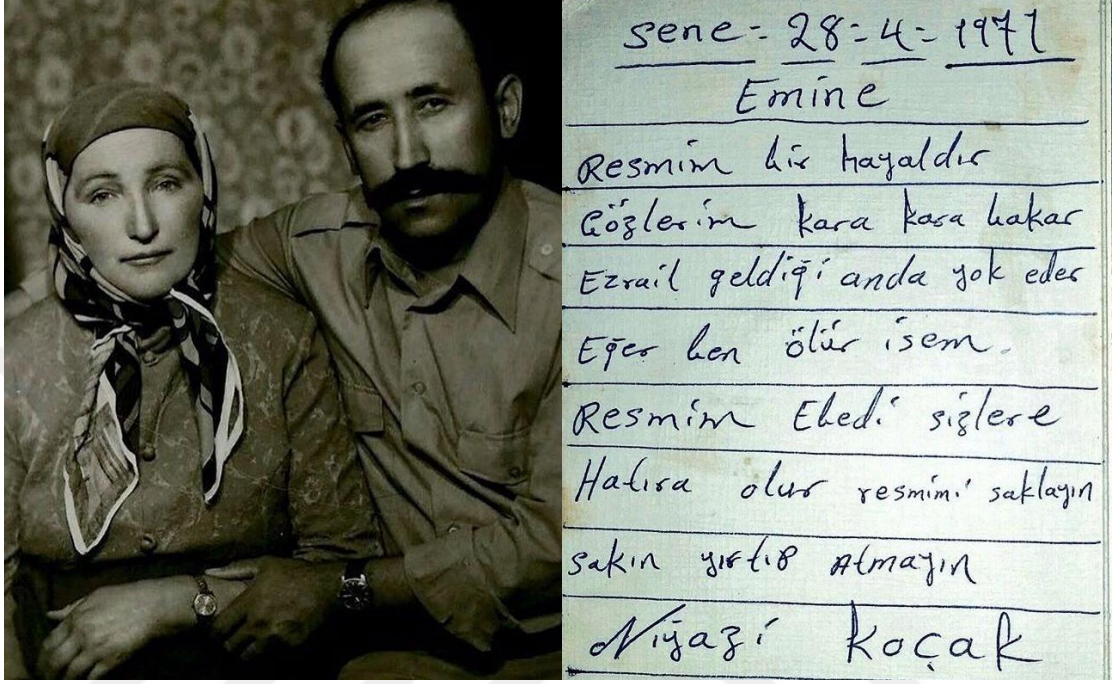 sene - 28 - 4 - 1971
Emine
Resmim bir hayaldır
Gözlerim kara kara bakar
Ezrail geldiği anda yok eder
Eğer ben ölür isem.
Resmim Ebedi sizlere
Hatıra olur resmimi saklayın
sakın yırtıp Atmayın
Niyazi Koçak